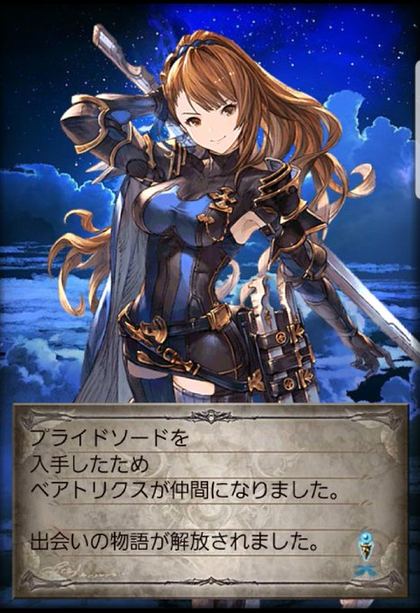 プライドソードを
入手したため
ベアトリクスが仲間になりました。
出会いの物語が解放されました。